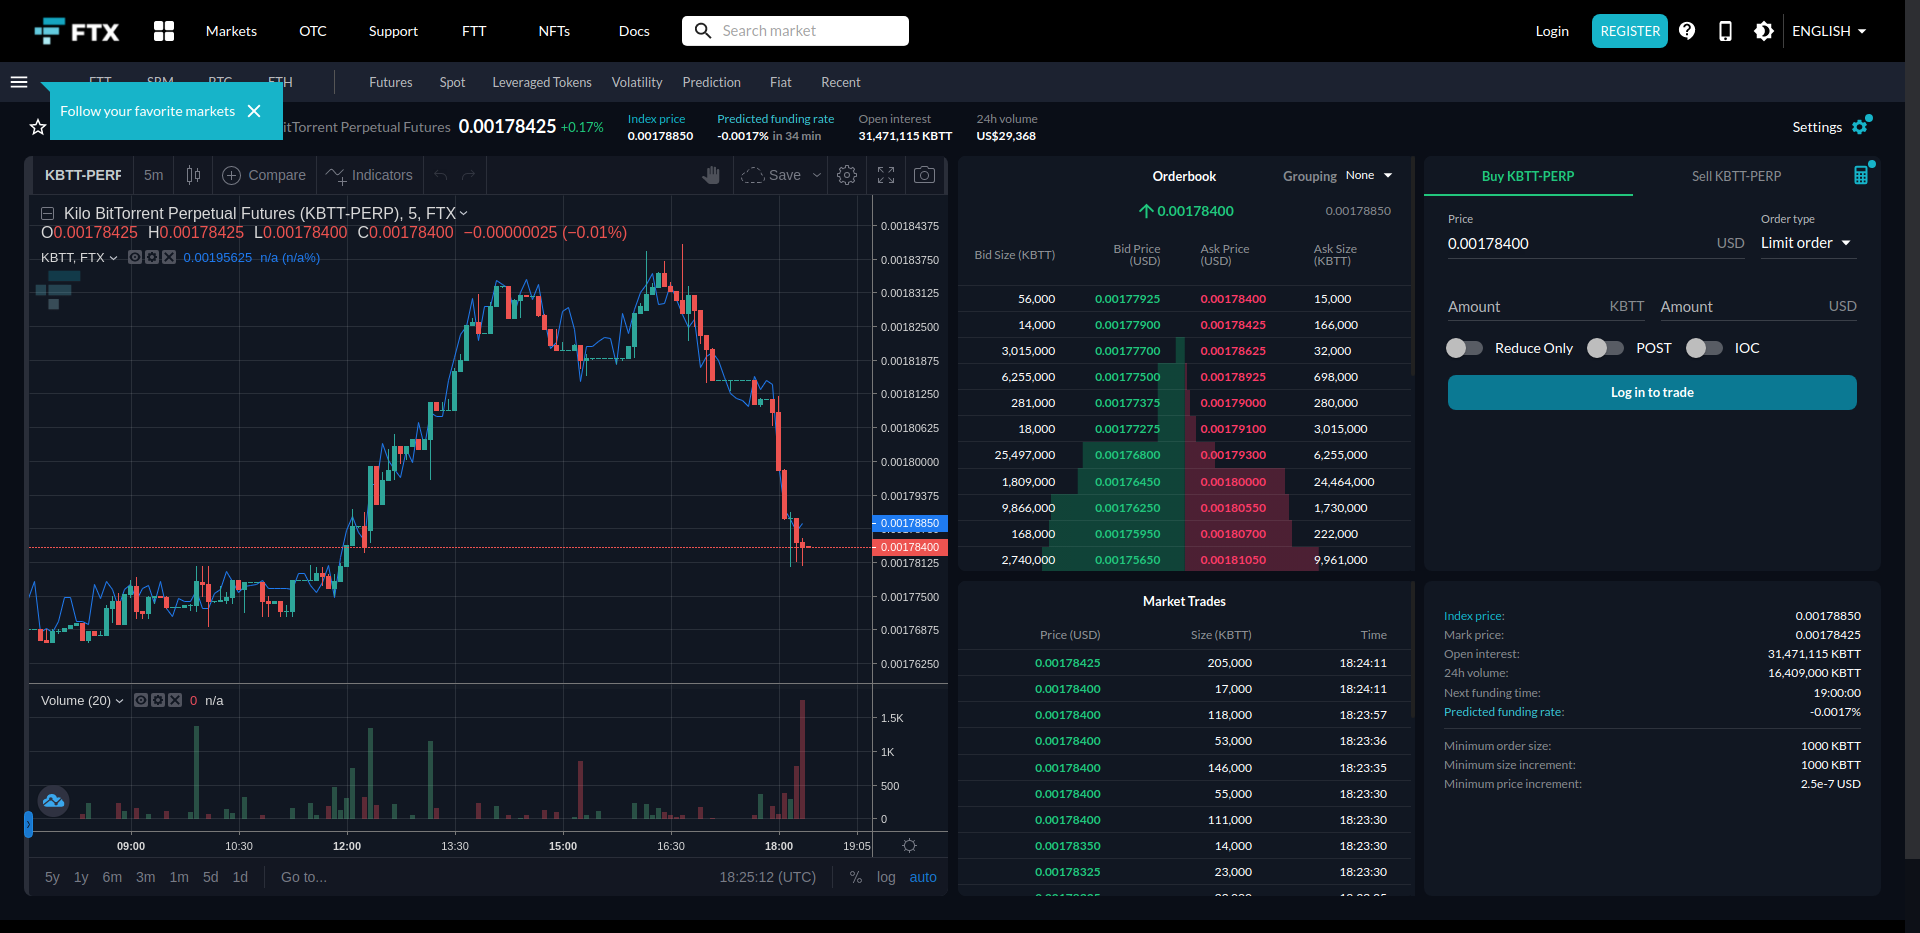 FTX Markets OTC Support FTT NFTs Docs Search market Login REGISTER ENGLISH
FTT SRM BTC ETH Futures Spot Leveraged Tokens Volatility Prediction Fiat Recent
Follow your favorite markets
itTorrent Perpetual Futures 0.00178425 +0.17%
Index price Predicted funding rate Open interest 24h volume
0.00178850 -0.0017% in 34 min 31,471,115 KBTT US$29,368
Settings
KBTT-PERP 5m Compare Indicators Save
Kilo BitTorrent Perpetual Futures (KBTT-PERP), 5, FTX
O0.00178425 H0.00178425 L0.00178400 C0.00178400 −0.00000025 (−0.01%)
KBTT, FTX 0.00195625 n/a (n/a%)
0.00184375
0.00183750
0.00183125
0.00182500
0.00181875
0.00181250
0.00180625
0.00180000
0.00179375
0.00178850
0.00178400
0.00178125
0.00177500
0.00176875
0.00176250
Volume (20) 0 n/a
1.5K
1K
500
0
09:00 10:30 12:00 13:30 15:00 16:30 18:00 19:05
5y 1y 6m 3m 1m 5d 1d Go to... 18:25:12 (UTC) % log auto
Orderbook Grouping None
0.00178400 0.00178850
Bid Size (KBTT) Bid Price (USD) Ask Price (USD) Ask Size (KBTT)
56,000 0.00177925 0.00178400 15,000
14,000 0.00177900 0.00178425 166,000
3,015,000 0.00177700 0.00178625 32,000
6,255,000 0.00177500 0.00178925 698,000
281,000 0.00177375 0.00179000 280,000
18,000 0.00177275 0.00179100 3,015,000
25,497,000 0.00176800 0.00179300 6,255,000
1,809,000 0.00176450 0.00180000 24,464,000
9,866,000 0.00176250 0.00180550 1,730,000
168,000 0.00175950 0.00180700 222,000
2,740,000 0.00175650 0.00181050 9,961,000
Market Trades
Price (USD) Size (KBTT) Time
0.00178425 205,000 18:24:11
0.00178400 17,000 18:24:11
0.00178400 118,000 18:23:57
0.00178400 53,000 18:23:36
0.00178400 146,000 18:23:35
0.00178400 55,000 18:23:30
0.00178400 111,000 18:23:30
0.00178350 14,000 18:23:30
0.00178325 23,000 18:23:30
Buy KBTT-PERP Sell KBTT-PERP
Price Order type
0.00178400 USD Limit order
Amount KBTT Amount USD
Reduce Only POST IOC
Log in to trade
Index price: 0.00178850
Mark price: 0.00178425
Open interest: 31,471,115 KBTT
24h volume: 16,409,000 KBTT
Next funding time: 19:00:00
Predicted funding rate: -0.0017%
Minimum order size: 1000 KBTT
Minimum size increment: 1000 KBTT
Minimum price increment: 2.5e-7 USD